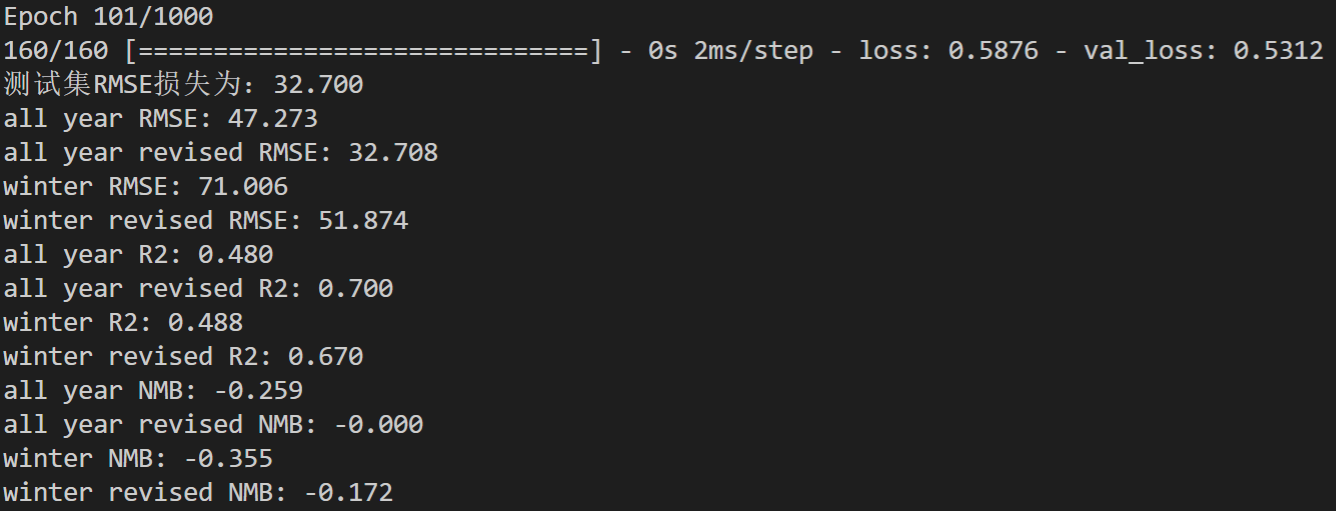 Epoch 101/1000
160/160 [==============================] - 0s 2ms/step - loss: 0.5876 - val_loss: 0.5312
测试集RMSE损失为：32.700
all year RMSE: 47.273
all year revised RMSE: 32.708
winter RMSE: 71.006
winter revised RMSE: 51.874
all year R2: 0.480
all year revised R2: 0.700
winter R2: 0.488
winter revised R2: 0.670
all year NMB: -0.259
all year revised NMB: -0.000
winter NMB: -0.355
winter revised NMB: -0.172